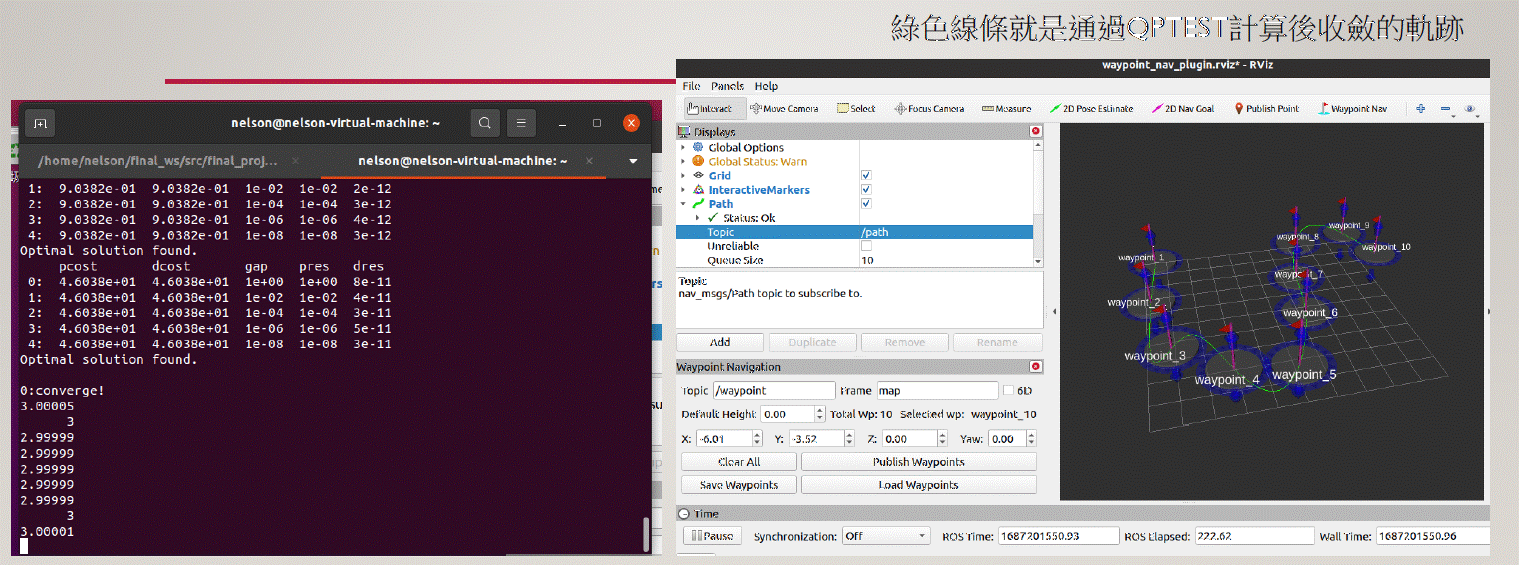 綠色線條就是通過QPTEST計算後收斂的軌跡
nelson@nelson-virtual-machine: ~
/home/nelson/final_ws/src/final_proj... × nelson@nelson-virtual-machine: ~ ×
1: 9.0382e-01 9.0382e-01 1e-02 1e-02 2e-12
2: 9.0382e-01 9.0382e-01 1e-04 1e-04 3e-12
3: 9.0382e-01 9.0382e-01 1e-06 1e-06 4e-12
4: 9.0382e-01 9.0382e-01 1e-08 1e-08 3e-12
Optimal solution found.
pcost dcost gap pres dres
0: 4.6038e+01 4.6038e+01 1e+00 1e+00 8e-11
1: 4.6038e+01 4.6038e+01 1e-02 1e-02 4e-11
2: 4.6038e+01 4.6038e+01 1e-04 1e-04 3e-11
3: 4.6038e+01 4.6038e+01 1e-06 1e-06 5e-11
4: 4.6038e+01 4.6038e+01 1e-08 1e-08 3e-11
Optimal solution found.
0:converge!
3.00005
3
2.99999
2.99999
2.99999
2.99999
2.99999
3
3.00001
waypoint_nav_plugin.rviz* - RViz
File Panels Help
Interact Move Camera Select Focus Camera Measure 2D Pose Estimate 2D Nav Goal Publish Point Waypoint Nav
Displays
Global Options
Global Status: Warn
Grid
InteractiveMarkers
Path
Status: Ok
Topic /path
Unreliable
Queue Size 10
Topic
nav_msgs/Path topic to subscribe to.
Add Duplicate Remove Rename
Waypoint Navigation
Topic /waypoint Frame map 6D
Default Height: 0.00 Total Wp: 10 Selected wp: waypoint_10
X: -6.01 Y: -3.52 Z: 0.00 Yaw: 0.00
Clear All Publish Waypoints
Save Waypoints Load Waypoints
waypoint_1
waypoint_2
waypoint_3
waypoint_4
waypoint_5
waypoint_6
waypoint_7
waypoint_8
waypoint_9
waypoint_10
Time
Pause Synchronization: Off ROS Time: 1687201550.93 ROS Elapsed: 222.62 Wall Time: 1687201550.96